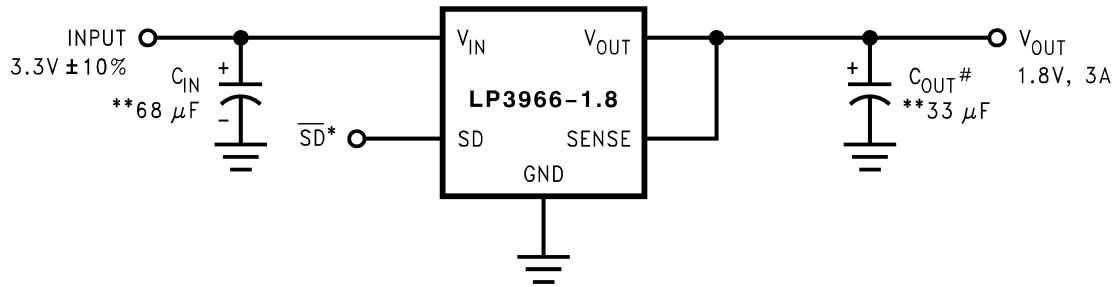 INPUT
3.3V ±10%
+
C_IN
**68 μF
−
V_IN
V_OUT
LP3966-1.8
S̅D̅*
SD
SENSE
GND
+
C_OUT#
**33 μF
V_OUT
1.8V, 3A